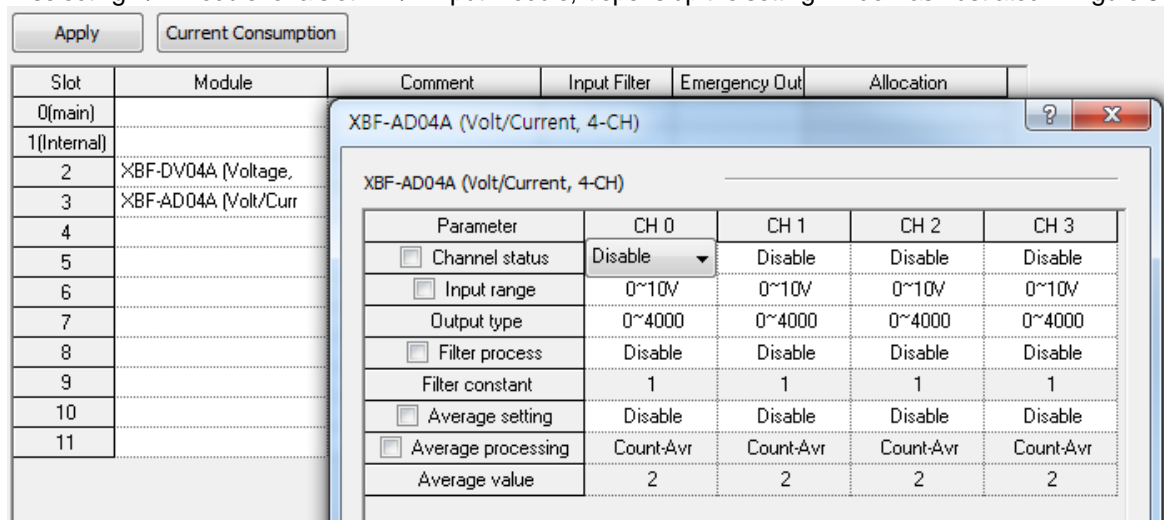 Apply Current Consumption
Slot Module Comment Input Filter Emergency Out Allocation
0(main)
1(Internal)
2 XBF-DV04A (Voltage,
3 XBF-AD04A (Volt/Curr
4
5
6
7
8
9
10
11
XBF-AD04A (Volt/Current, 4-CH) ? X
XBF-AD04A (Volt/Current, 4-CH)
Parameter CH 0 CH 1 CH 2 CH 3
Channel status Disable Disable Disable Disable
Input range 0~10V 0~10V 0~10V 0~10V
Output type 0~4000 0~4000 0~4000 0~4000
Filter process Disable Disable Disable Disable
Filter constant 1 1 1 1
Average setting Disable Disable Disable Disable
Average processing Count-Avr Count-Avr Count-Avr Count-Avr
Average value 2 2 2 2